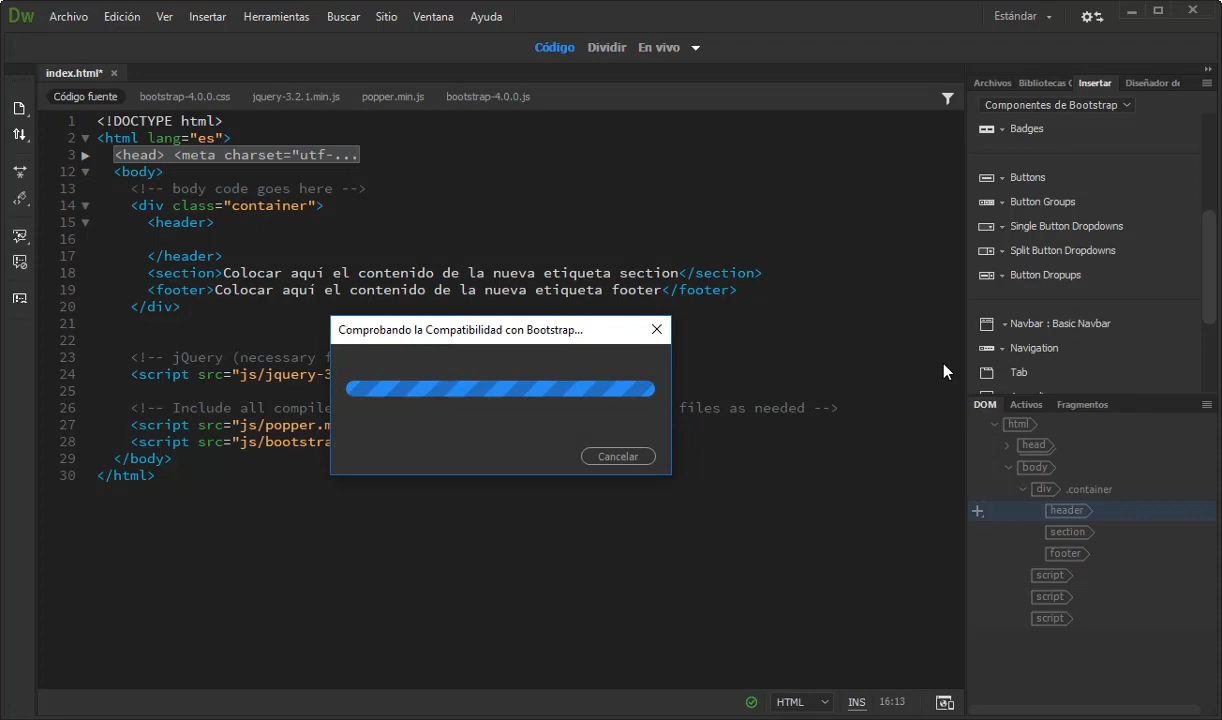 Dw Archivo Edición Ver Insertar Herramientas Buscar Sitio Ventana Ayuda Estándar
Código Dividir En vivo
index.html*
Código fuente bootstrap-4.0.0.css jquery-3.2.1.min.js popper.min.js bootstrap-4.0.0.js
1 <!DOCTYPE html>
2 <html lang="es">
3 <head> <meta charset="utf-...
12 <body>
13 <!-- body code goes here -->
14 <div class="container">
15 <header>
16
17 </header>
18 <section>Colocar aquí el contenido de la nueva etiqueta section</section>
19 <footer>Colocar aquí el contenido de la nueva etiqueta footer</footer>
20 </div>
21
22
23 <!-- jQuery (necessary
24 <script src="js/jquery-3
25
26 <!-- Include all compile files as needed -->
27 <script src="js/popper.m
28 <script src="js/bootstra
29 </body>
30 </html>
Comprobando la Compatibilidad con Bootstrap...
Cancelar
Archivos Bibliotecas Insertar Diseñador de
Componentes de Bootstrap
Badges
Buttons
Button Groups
Single Button Dropdowns
Split Button Dropdowns
Button Dropups
Navbar : Basic Navbar
Navigation
Tab
DOM Activos Fragmentos
html
head
body
div .container
header
section
footer
script
script
script
HTML INS 16:13